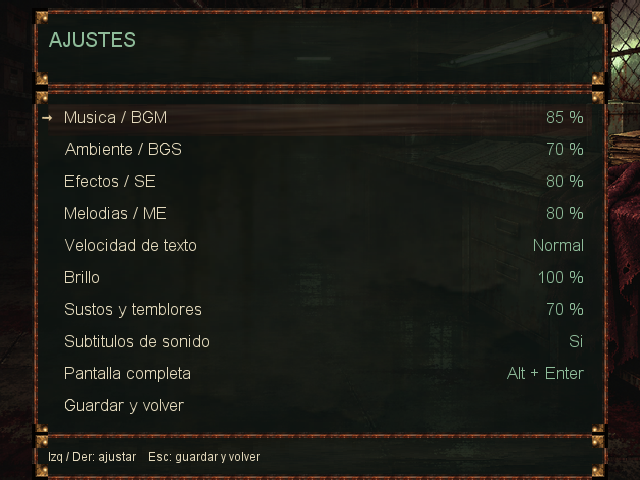 AJUSTES
Musica / BGM 85 %
Ambiente / BGS 70 %
Efectos / SE 80 %
Melodias / ME 80 %
Velocidad de texto Normal
Brillo 100 %
Sustos y temblores 70 %
Subtitulos de sonido Si
Pantalla completa Alt + Enter
Guardar y volver
Izq / Der: ajustar Esc: guardar y volver